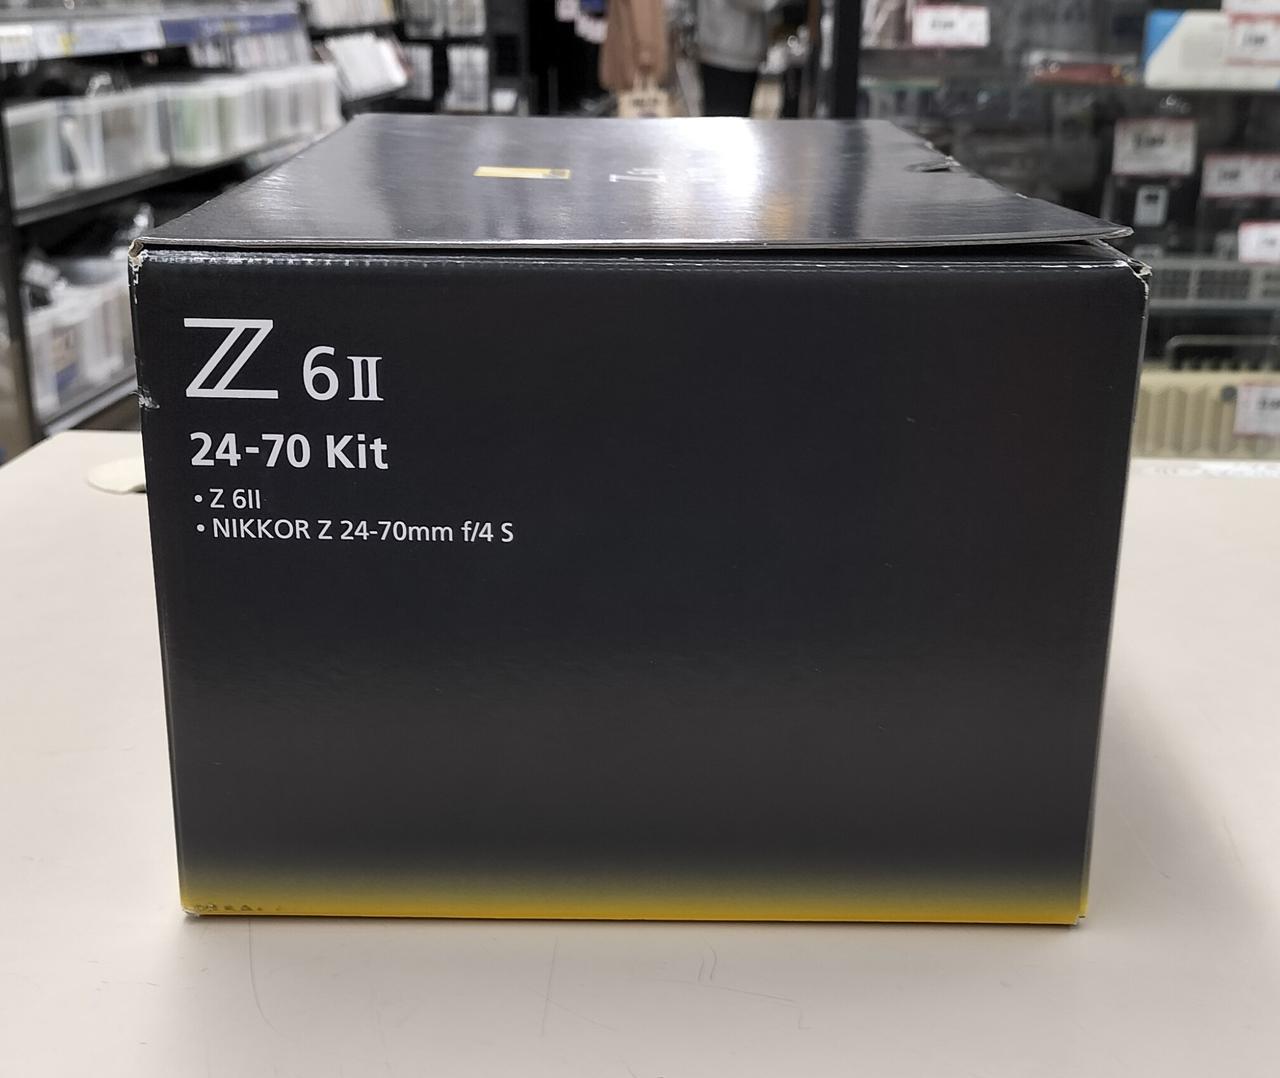 Z 6II
24-70 Kit
• Z 6II
• NIKKOR Z 24-70mm f/4 S